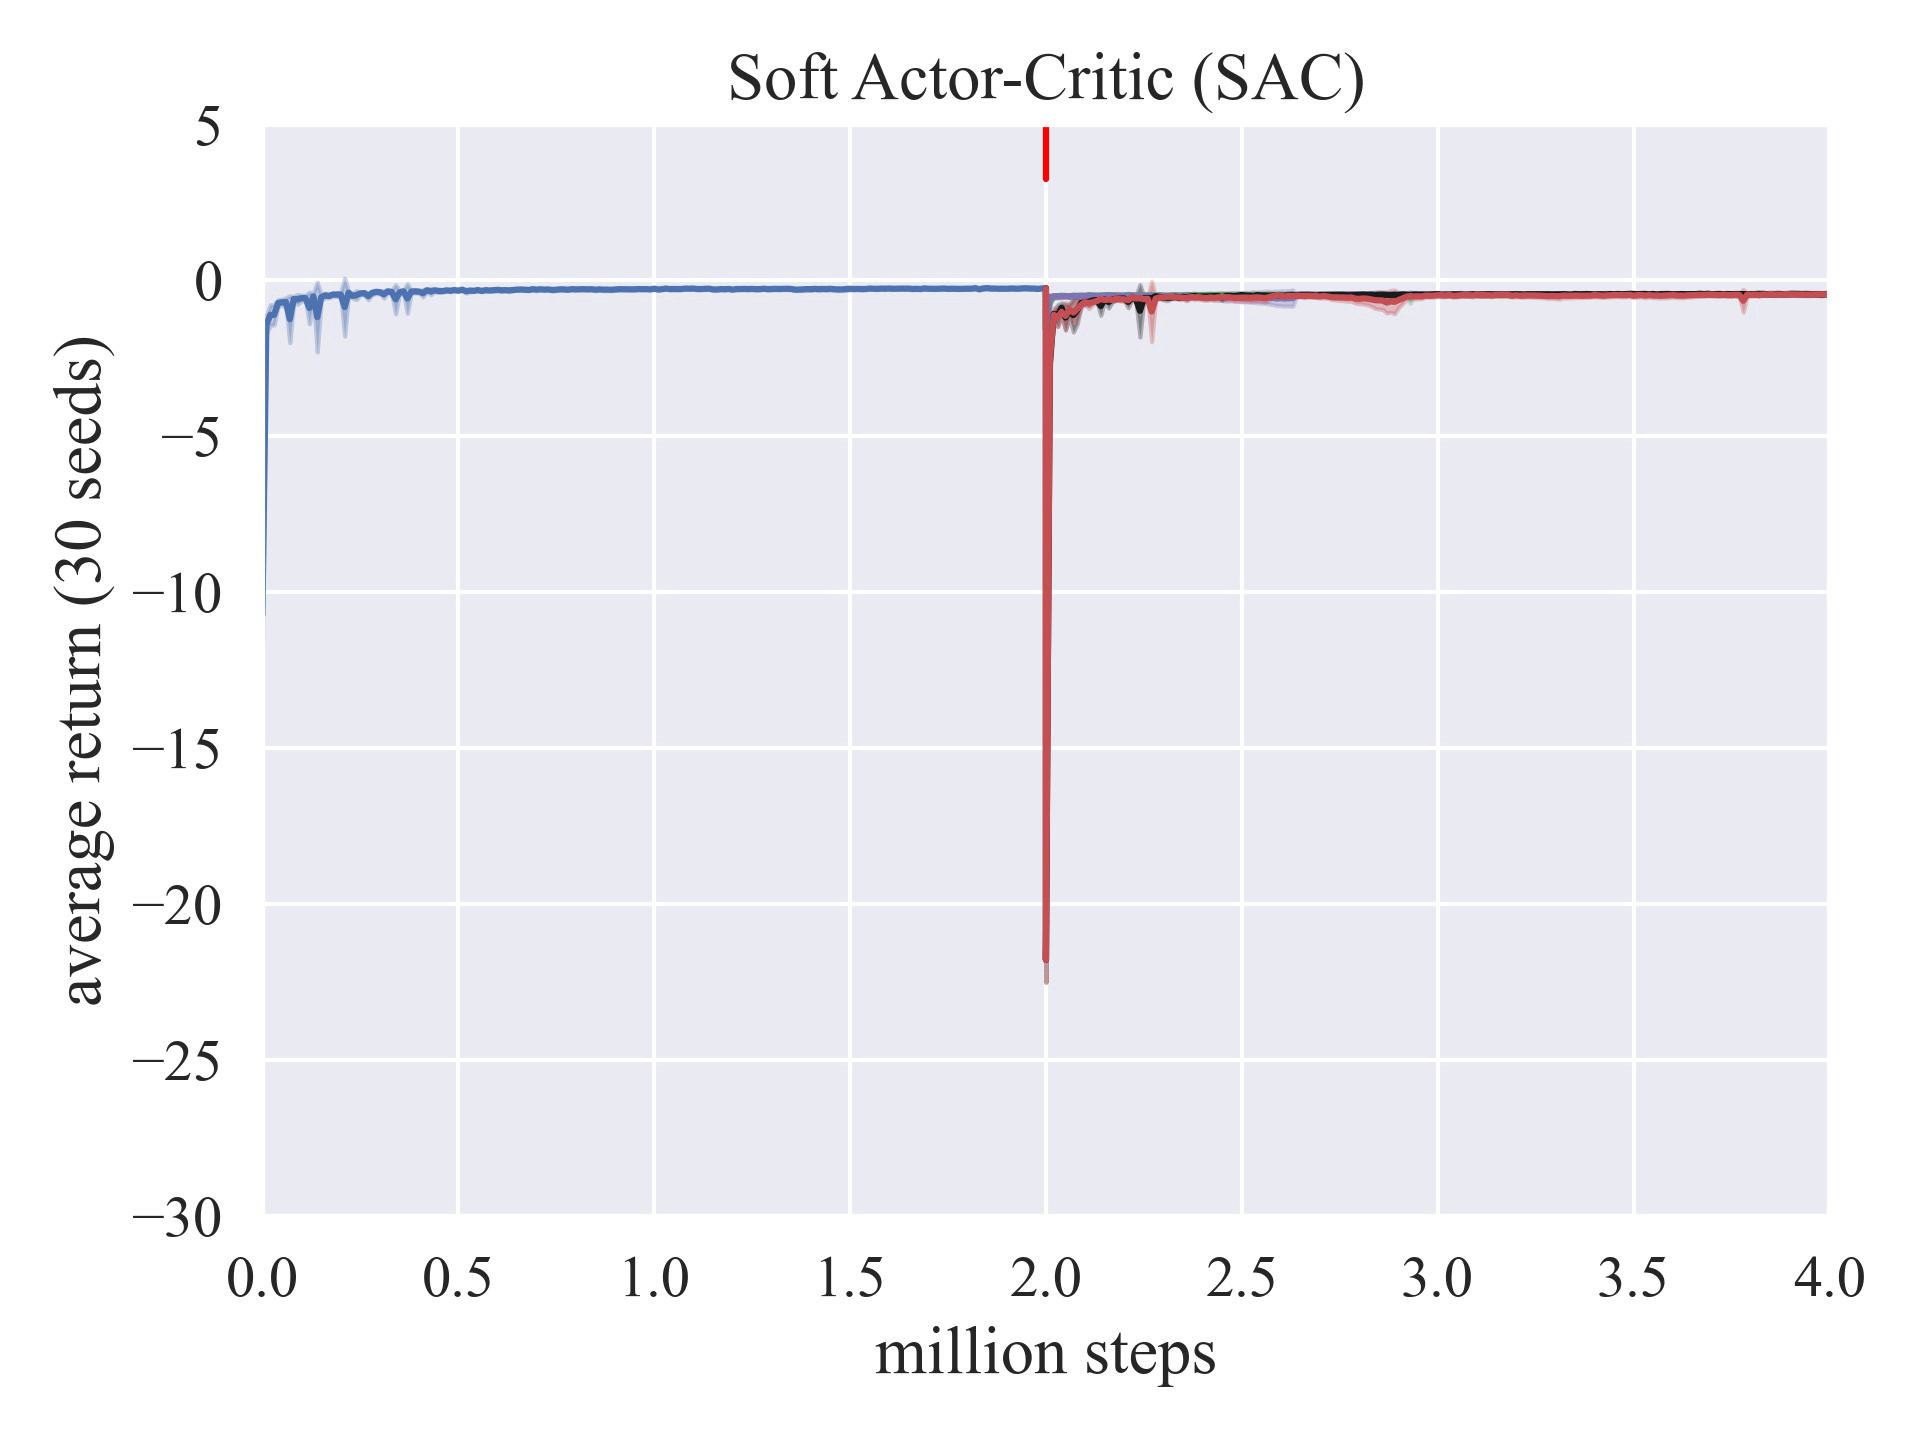 Soft Actor-Critic (SAC)
average return (30 seeds)
5
0
−5
−10
−15
−20
−25
−30
0.0 0.5 1.0 1.5 2.0 2.5 3.0 3.5 4.0
million steps